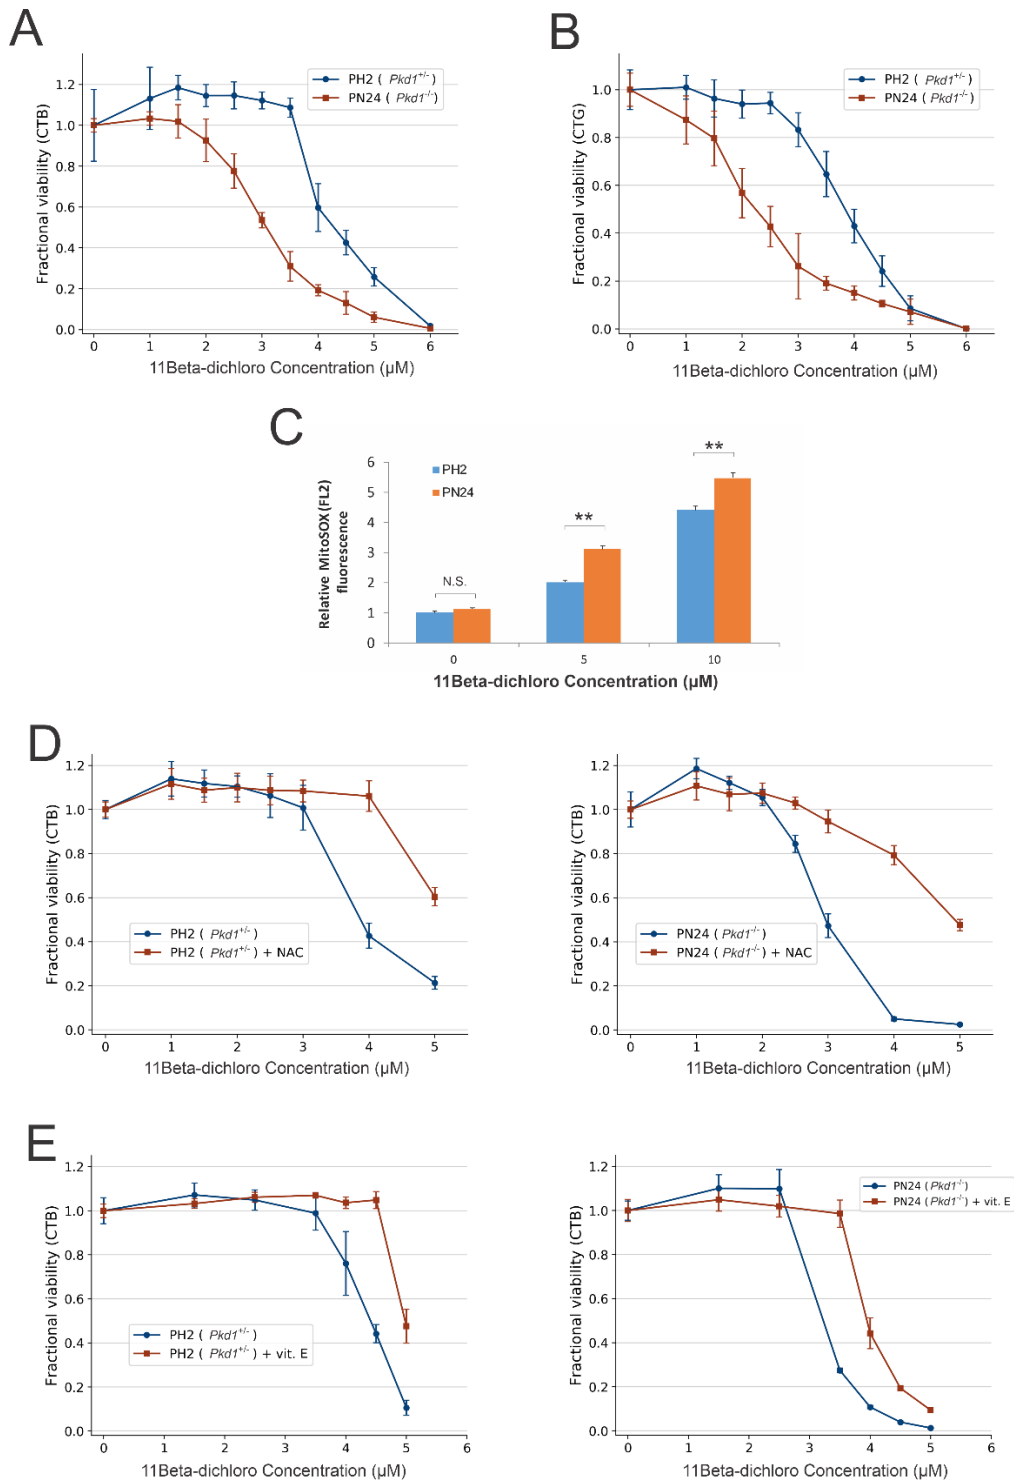 A
B
1.2
1.0
0.8
0.6
0.4
0.2
0.0
Fractional viability (CTB)
PH2 ( Pkd1+/-)
PN24 ( Pkd1-/-)
0 1 2 3 4 5 6
11Beta-dichloro Concentration (µM)
1.0
0.8
0.6
0.4
0.2
0.0
Fractional viability (CTG)
PH2 ( Pkd1+/-)
PN24 ( Pkd1-/-)
0 1 2 3 4 5 6
11Beta-dichloro Concentration (µM)
C
Relative MitoSOX (FL2)
fluorescence
6
5
4
3
2
1
0
PH2
PN24
N.S.
**
**
0 5 10
11Beta-dichloro Concentration (µM)
D
1.2
1.0
0.8
0.6
0.4
0.2
0.0
Fractional viability (CTB)
PH2 ( Pkd1+/-)
PH2 ( Pkd1+/-) + NAC
0 1 2 3 4 5
11Beta-dichloro Concentration (µM)
1.2
1.0
0.8
0.6
0.4
0.2
0.0
Fractional viability (CTB)
PN24 ( Pkd1-/-)
PN24 ( Pkd1-/-) + NAC
0 1 2 3 4 5
11Beta-dichloro Concentration (µM)
E
1.2
1.0
0.8
0.6
0.4
0.2
0.0
Fractional viability (CTB)
PH2 ( Pkd1+/-)
PH2 ( Pkd1+/-) + vit. E
0 1 2 3 4 5 6
11Beta-dichloro Concentration (µM)
1.2
1.0
0.8
0.6
0.4
0.2
0.0
Fractional viability (CTB)
PN24 ( Pkd1-/-)
PN24 ( Pkd1-/-) + vit. E
0 1 2 3 4 5 6
11Beta-dichloro Concentration (µM)